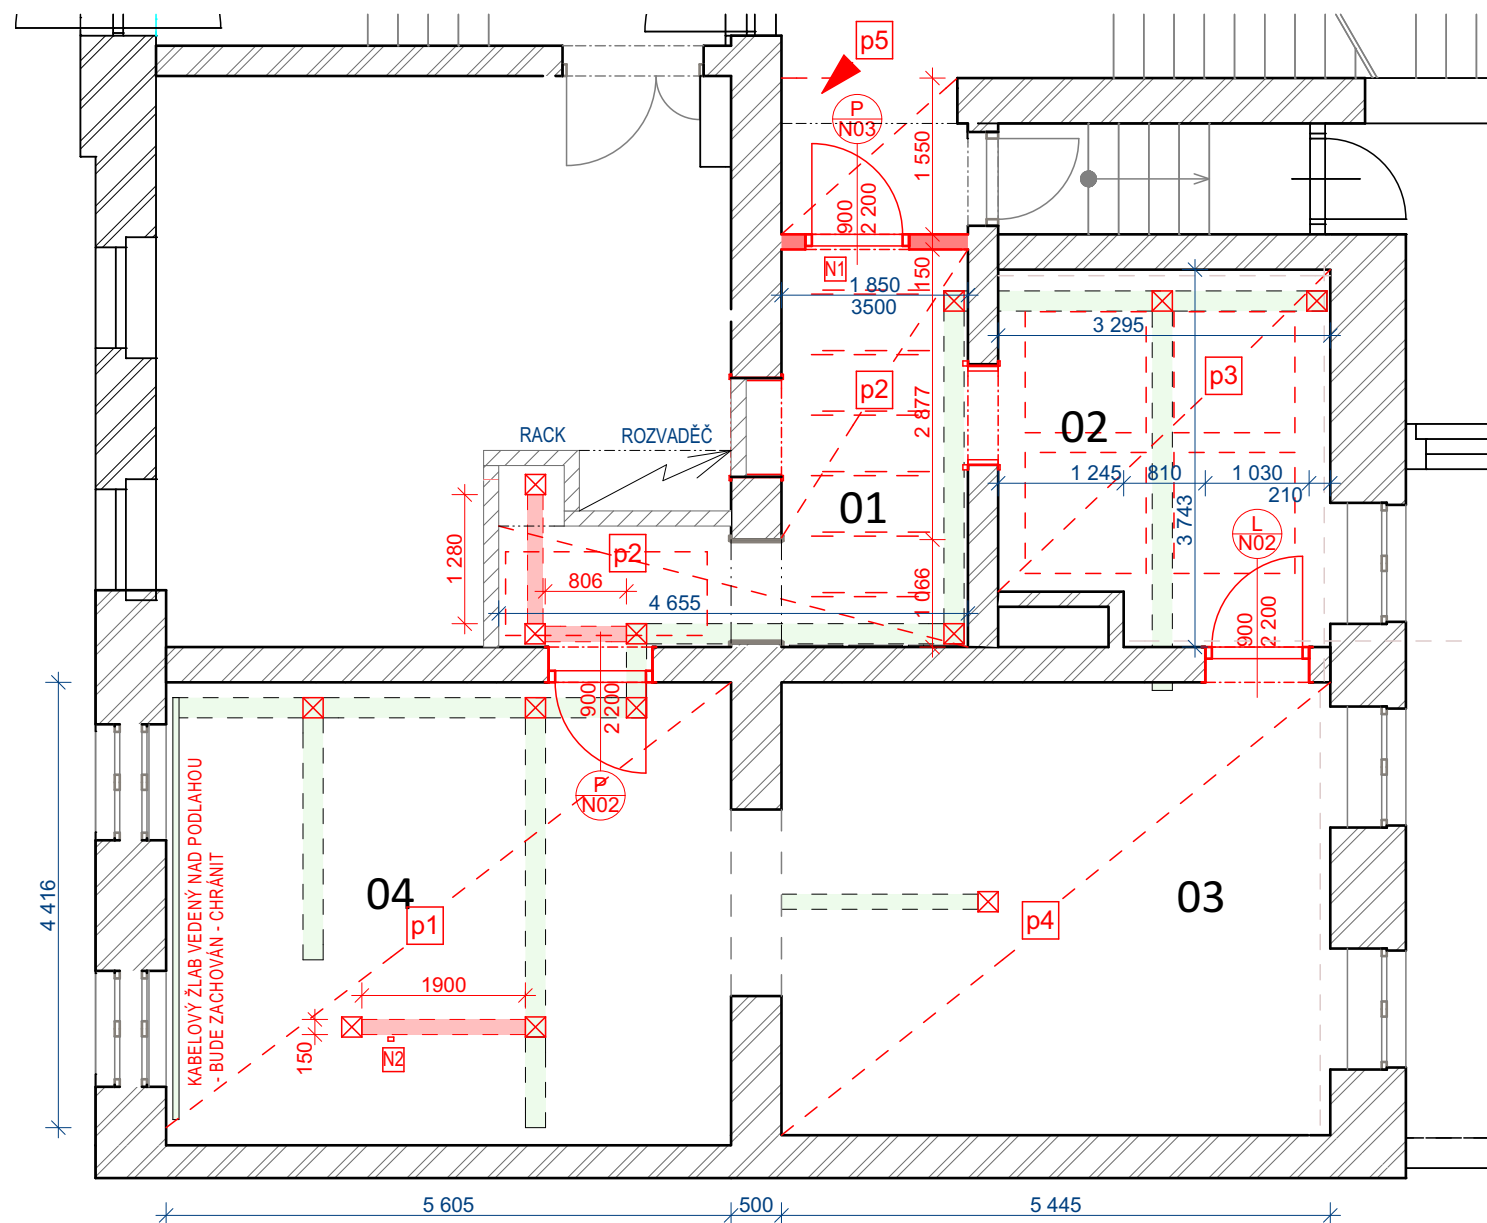 p5
P
N03
1 550
900
2 200
N1
150
1 850
3500
3 295
p3
p2
2 877
02
RACK
ROZVADĚČ
1 245
810
1 030
210
01
3 743
L
N02
1 280
p2
806
4 655
1 066
900
2 200
900
2 200
P
N02
KABELOVÝ ŽLAB VEDENÝ NAD PODLAHOU
- BUDE ZACHOVÁN - CHRÁNIT
4 416
04
p1
03
p4
1900
150
N2
5 605
500
5 445